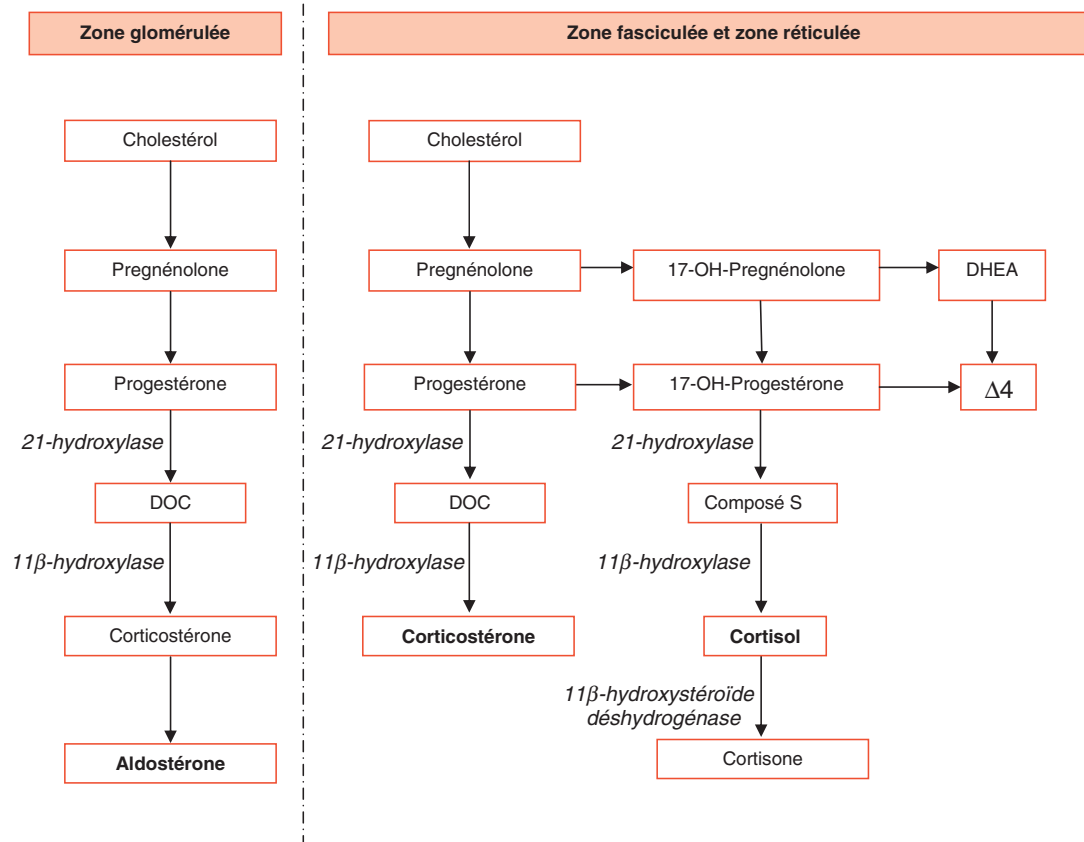 Zone glomérulée
Zone fasciculée et zone réticulée
Cholestérol
Cholestérol
Pregnénolone
Pregnénolone
17-OH-Pregnénolone
DHEA
Progestérone
Progestérone
17-OH-Progestérone
Δ4
21-hydroxylase
21-hydroxylase
21-hydroxylase
DOC
DOC
Composé S
11β-hydroxylase
11β-hydroxylase
11β-hydroxylase
Corticostérone
Corticostérone
Cortisol
11β-hydroxystéroïde
déshydrogénase
Aldostérone
Cortisone